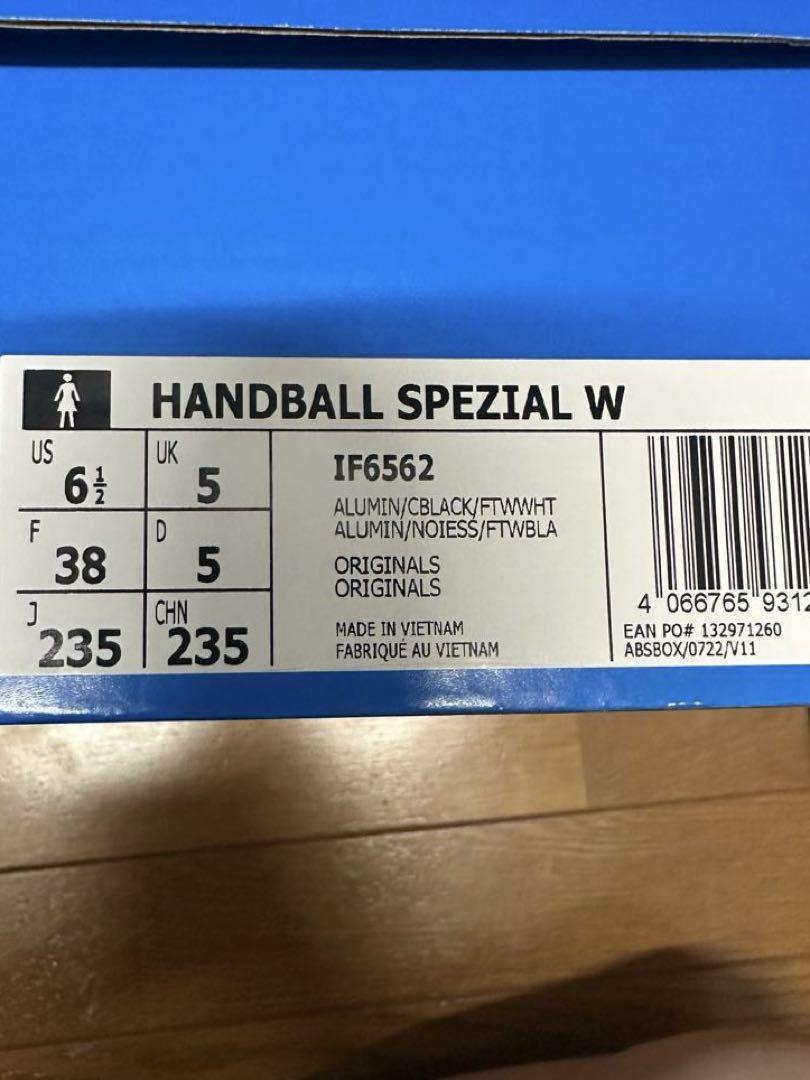 HANDBALL SPEZIAL W
US
6½
UK
5
F
38
D
5
J
235
CHN
235
IF6562
ALUMIN/CBLACK/FTWWHT
ALUMIN/NOIESS/FTWBLA
ORIGINALS
ORIGINALS
MADE IN VIETNAM
FABRIQUÉ AU VIETNAM
4 066765 9312
EAN PO# 132971260
ABSBOX/0722/V11